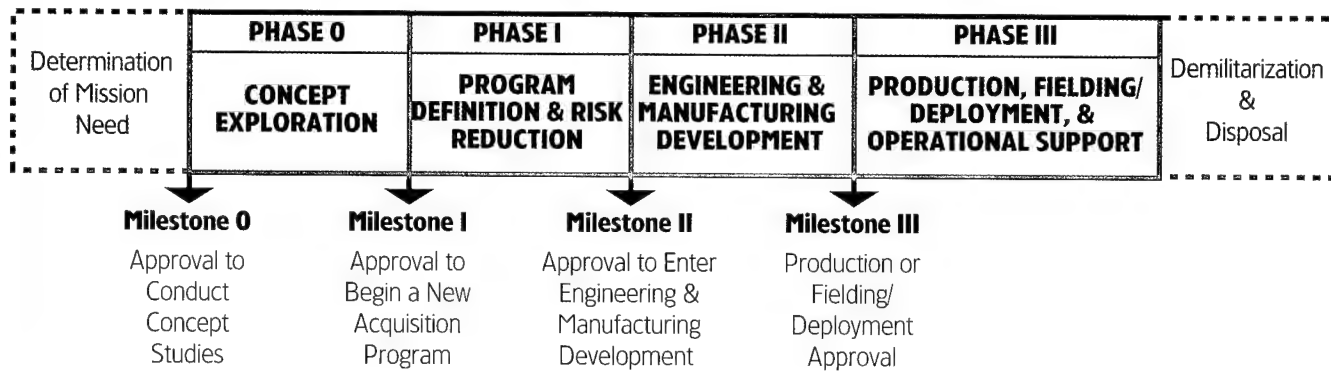 Determination
of Mission
Need
PHASE 0
CONCEPT
EXPLORATION
PHASE I
PROGRAM
DEFINITION & RISK
REDUCTION
PHASE II
ENGINEERING &
MANUFACTURING
DEVELOPMENT
PHASE III
PRODUCTION, FIELDING/
DEPLOYMENT, &
OPERATIONAL SUPPORT
Demilitarization
&
Disposal
Milestone 0
Approval to
Conduct
Concept
Studies
Milestone I
Approval to
Begin a New
Acquisition
Program
Milestone II
Approval to Enter
Engineering &
Manufacturing
Development
Milestone III
Production or
Fielding/
Deployment
Approval